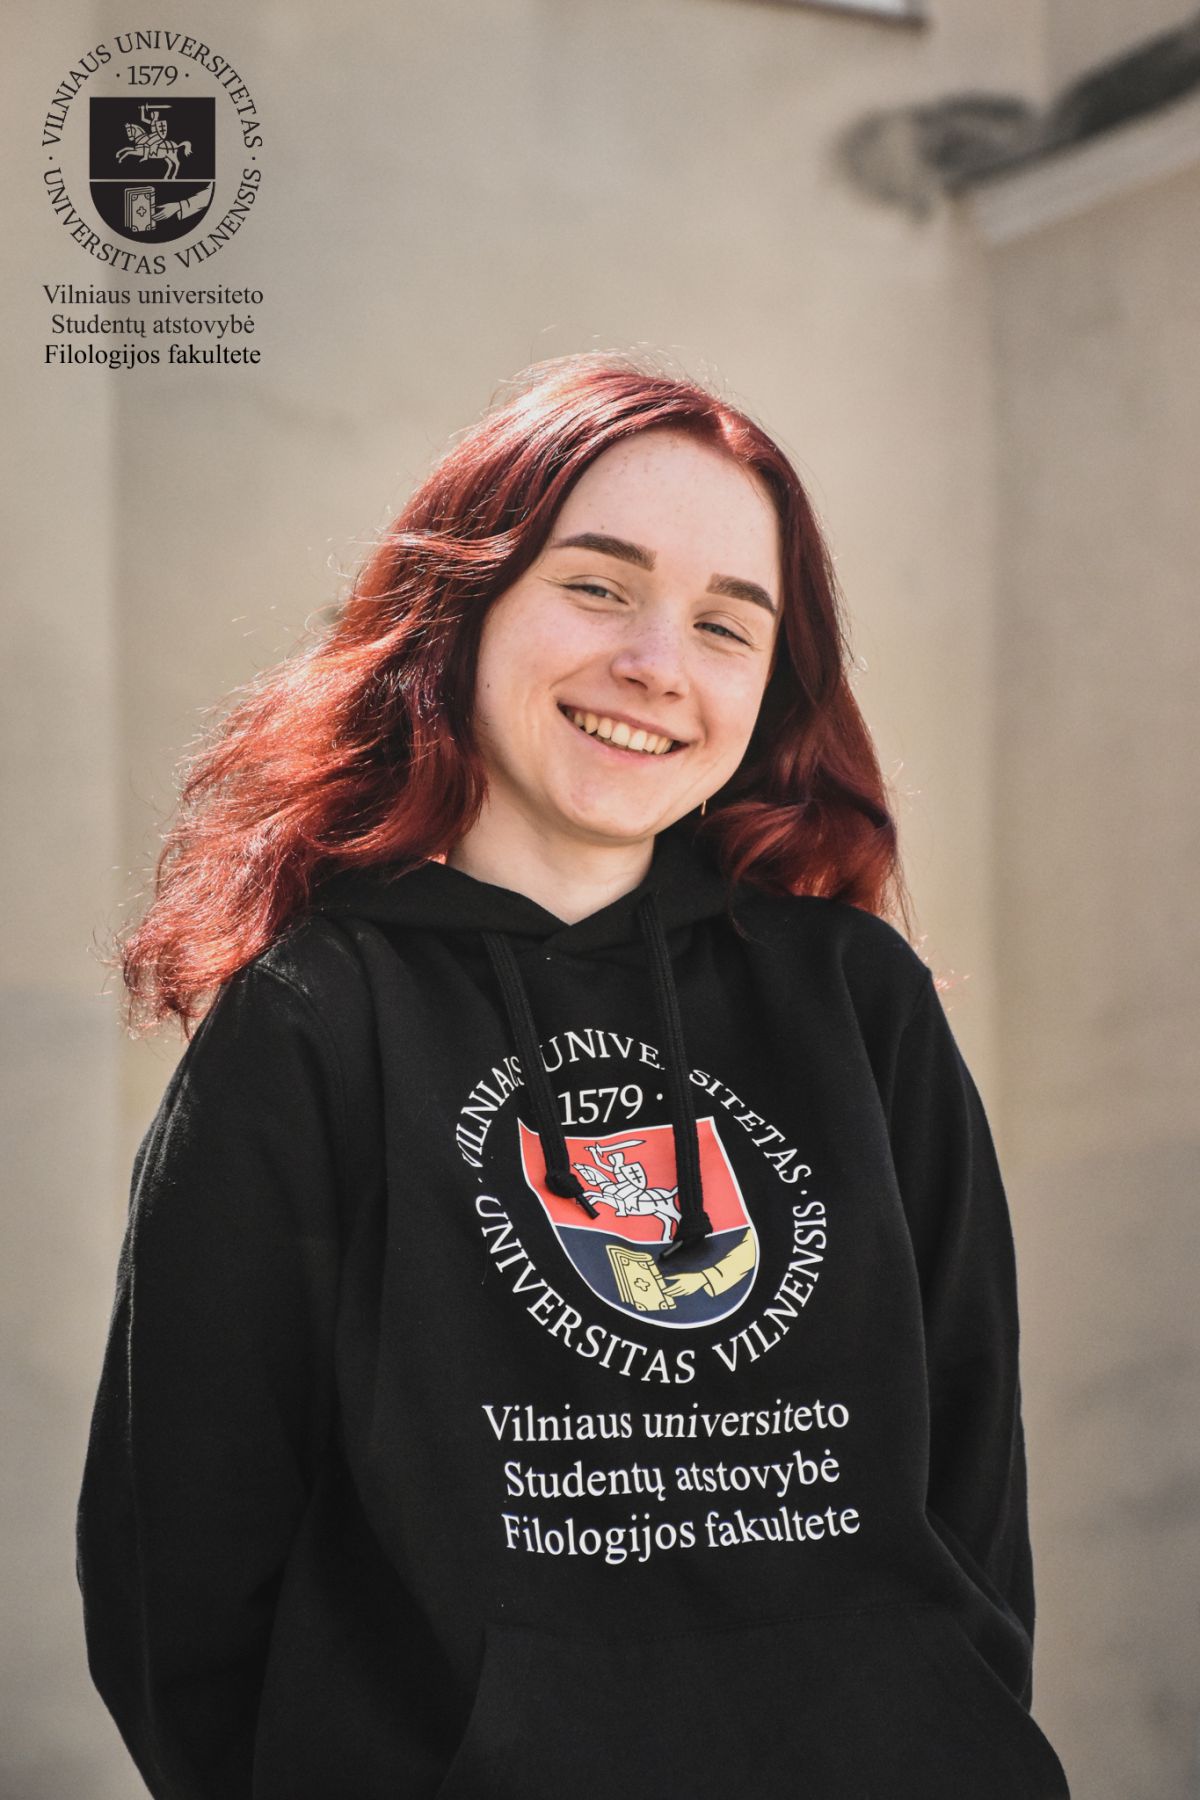 · VILNIAUS UNIVERSITETAS ·
· 1579 ·
UNIVERSITAS VILNENSIS
Vilniaus universiteto
Studentų atstovybė
Filologijos fakultete
· VILNIAUS UNIVERSITETAS ·
1579 ·
UNIVERSITAS VILNENSIS
Vilniaus universiteto
Studentų atstovybė
Filologijos fakultete